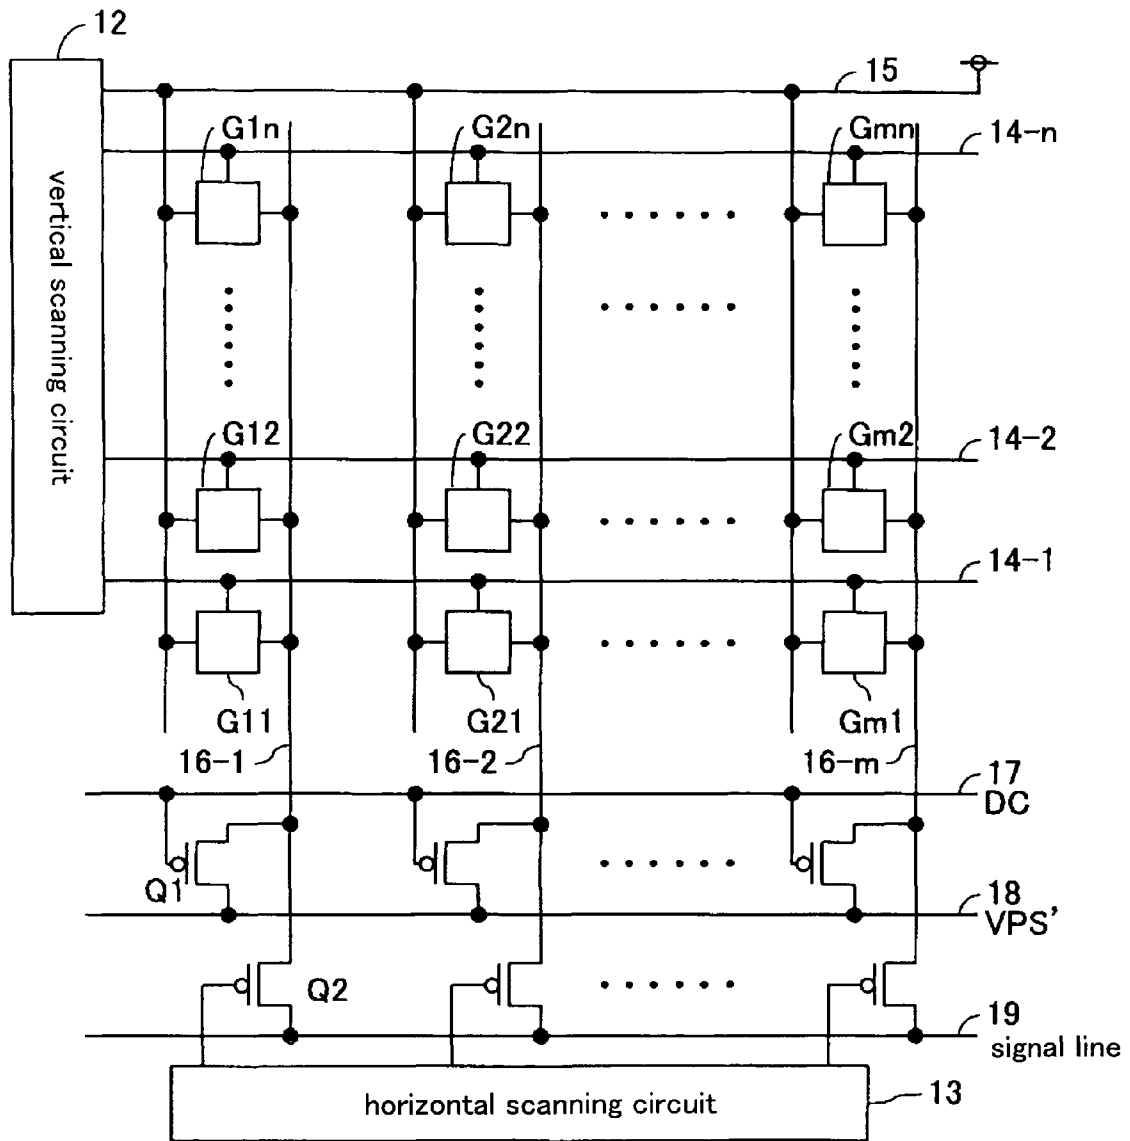 12
15
G1n
G2n
Gmn
14-n
vertical scanning circuit
G12
G22
Gm2
14-2
14-1
G11
G21
Gm1
16-1
16-2
16-m
17
DC
Q1
18
VPS'
Q2
19
signal line
horizontal scanning circuit
13